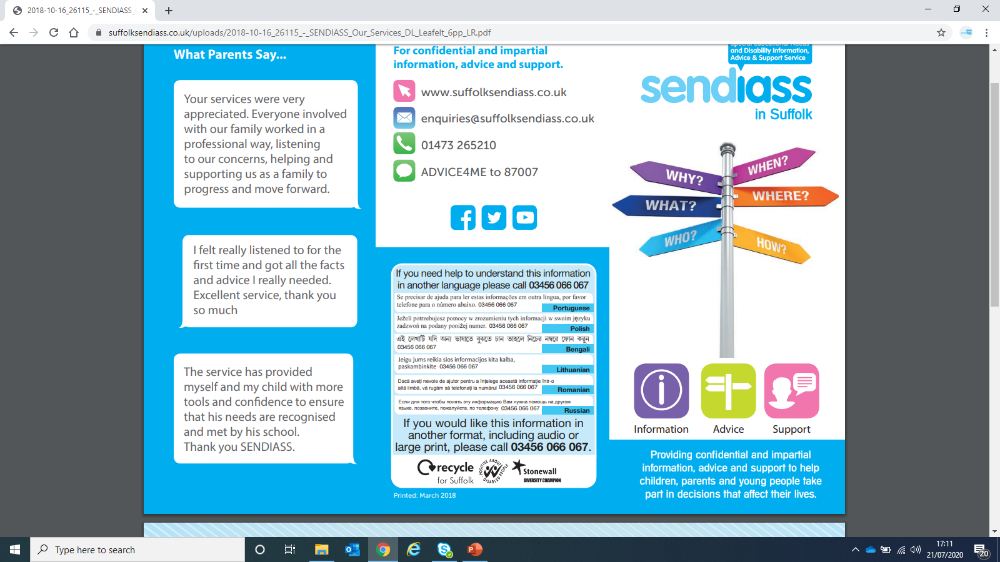 2018-10-16_26115_-_SENDIASS_
suffolksendiass.co.uk/uploads/2018-10-16_26115_-_SENDIASS_Our_Services_DL_Leafelt_6pp_LR.pdf
What Parents Say...
Your services were very
appreciated. Everyone involved
with our family worked in a
professional way, listening
to our concerns, helping and
supporting us as a family to
progress and move forward.
I felt really listened to for the
first time and got all the facts
and advice I really needed.
Excellent service, thank you
so much
The service has provided
myself and my child with more
tools and confidence to ensure
that his needs are recognised
and met by his school.
Thank you SENDIASS.
For confidential and impartial
information, advice and support.
www.suffolksendiass.co.uk
enquiries@suffolksendiass.co.uk
01473 265210
ADVICE4ME to 87007
If you need help to understand this information
in another language please call 03456 066 067
Se precisar de ajuda para ler estas informações em outra língua, por favor
telefone para o número abaixo. 03456 066 067
Portuguese
Jeżeli potrzebujesz pomocy w zrozumieniu tych informacji w swoim języku
zadzwoń na podany poniżej numer. 03456 066 067
Polish
এই লেখাটি যদি অন্য ভাষাতে বুঝতে চান তাহলে নিচের নম্বরে ফোন করুন
03456 066 067
Bengali
Jeigu jums reikia sios informacijos kita kalba,
paskambinkite 03456 066 067
Lithuanian
Dacă aveți nevoie de ajutor pentru a înțelege această informație într-o
altă limbă, vă rugăm să telefonați la numărul 03456 066 067
Romanian
Если для того чтобы понять эту информацию Вам нужна помощь на другом
языке, позвоните, пожалуйста, по телефону 03456 066 067
Russian
If you would like this information in
another format, including audio or
large print, please call 03456 066 067.
recycle
for Suffolk
POSITIVE ABOUT
DISABLED PEOPLE
Stonewall
DIVERSITY CHAMPION
Printed: March 2018
Special Educational Needs
and Disability Information,
Advice & Support Service
sendiass
in Suffolk
WHY?
WHEN?
WHAT?
WHERE?
WHO?
HOW?
Information
Advice
Support
Providing confidential and impartial
information, advice and support to help
children, parents and young people take
part in decisions that affect their lives.
Type here to search
17:11
21/07/2020
20